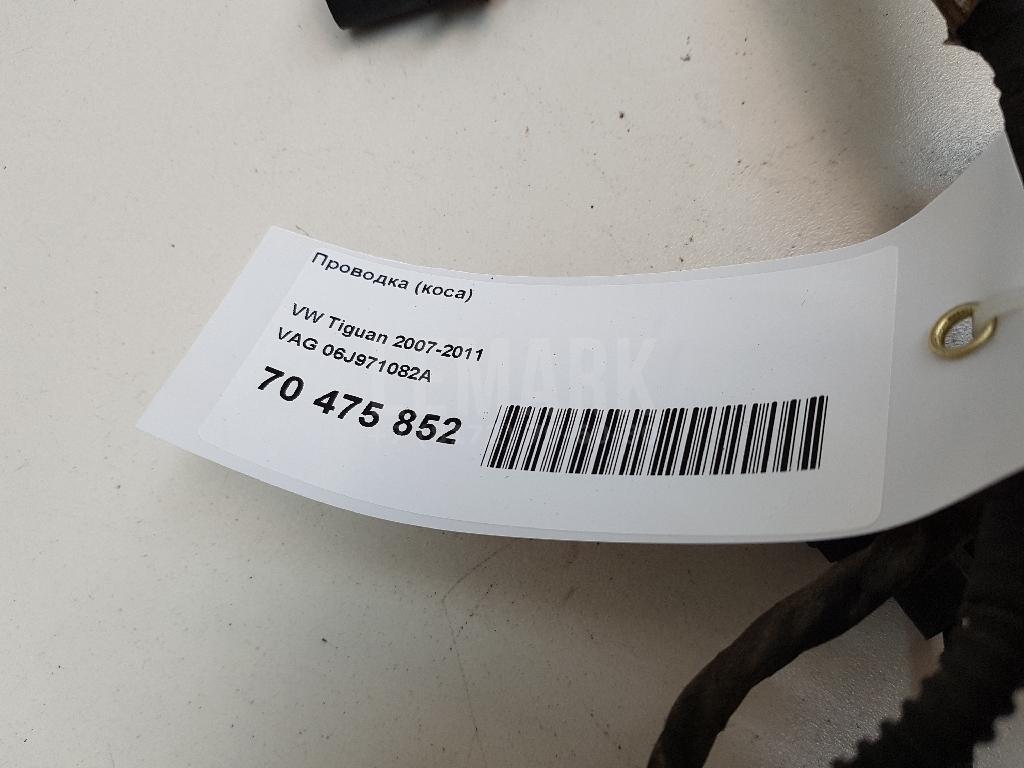 Проводка (коса)
VW Tiguan 2007-2011
VAG 06J971082A
70 475 852